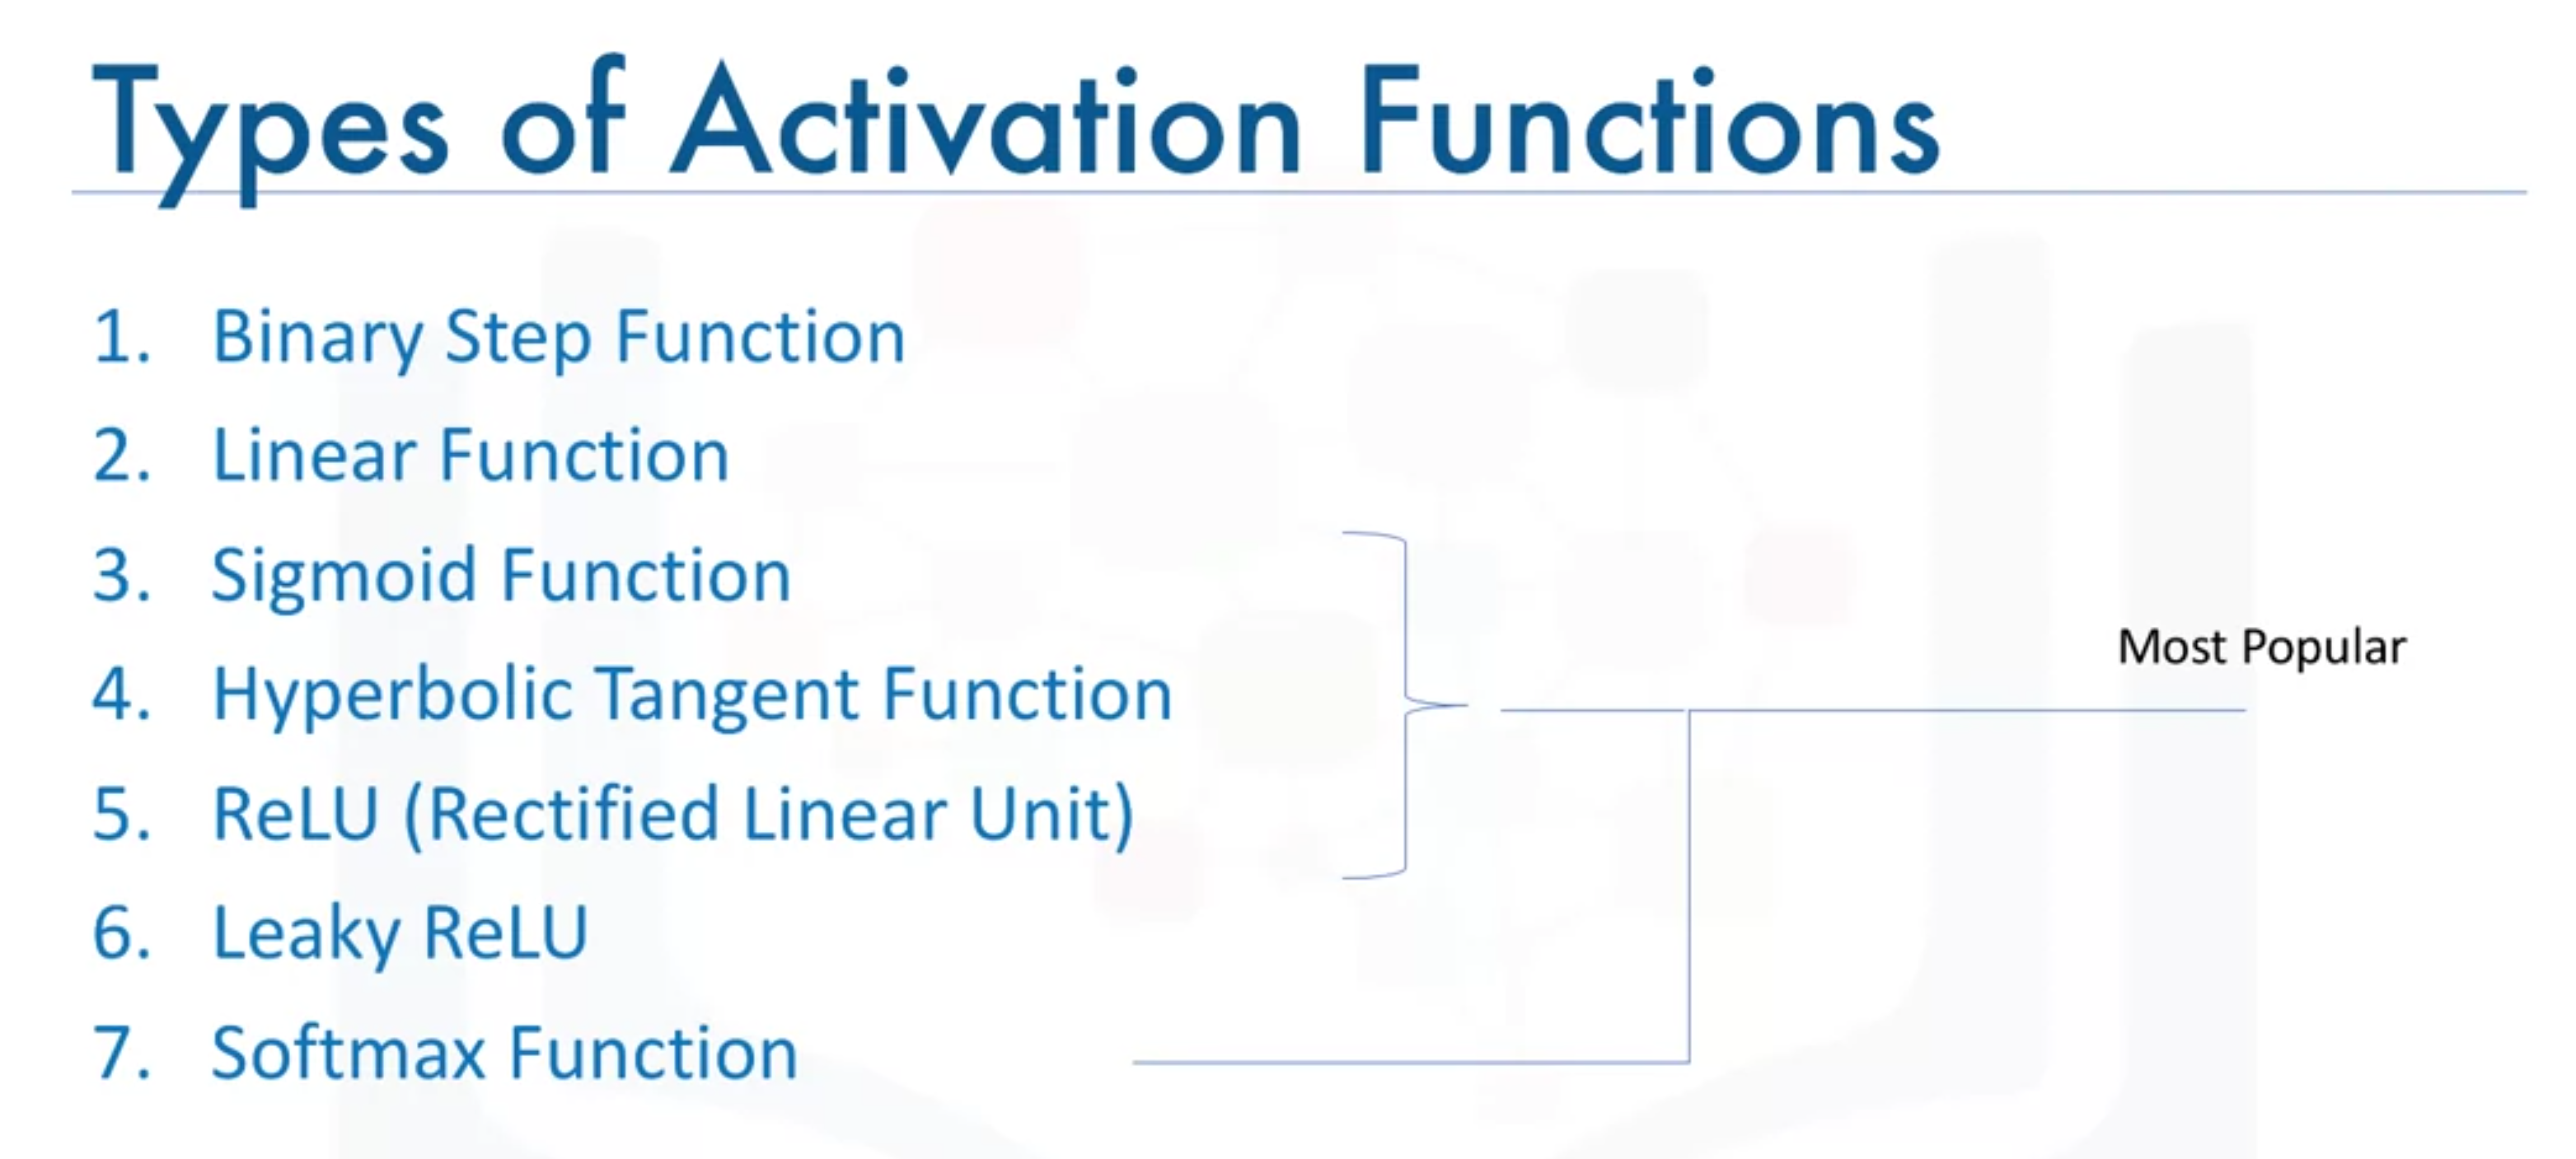 Types of Activation Functions
1. Binary Step Function
2. Linear Function
3. Sigmoid Function
4. Hyperbolic Tangent Function
5. ReLU (Rectified Linear Unit)
6. Leaky ReLU
7. Softmax Function
Most Popular